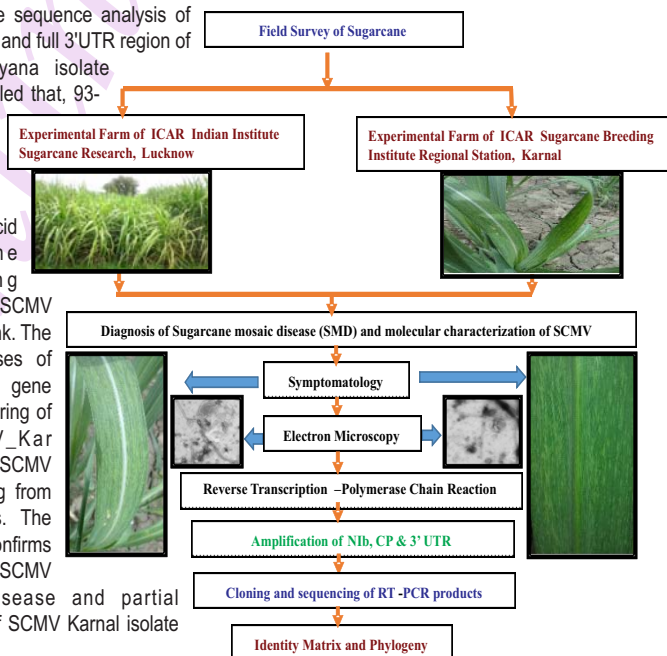 e sequence analysis of
and full 3'UTR region of
yana isolate
led that, 93-
cid
n e
n g
SCMV
nk. The
ses of
gene
ring of
V_Kar
SCMV
g from
s. The
onfirms
SCMV
sease and partial
f SCMV Karnal isolate
Field Survey of Sugarcane
Experimental Farm of ICAR Indian Institute
Sugarcane Research, Lucknow
Experimental Farm of ICAR Sugarcane Breeding
Institute Regional Station, Karnal
Diagnosis of Sugarcane mosaic disease (SMD) and molecular characterization of SCMV
Symptomatology
Electron Microscopy
Reverse Transcription –Polymerase Chain Reaction
Amplification of NIb, CP & 3' UTR
Cloning and sequencing of RT -PCR products
Identity Matrix and Phylogeny